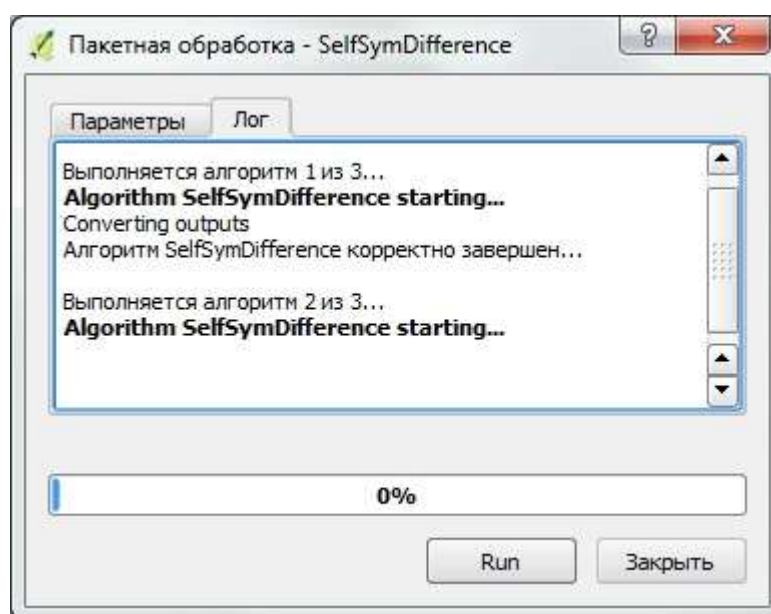 Пакетная обработка - SelfSymDifference
Параметры
Лог
Выполняется алгоритм 1 из 3...
Algorithm SelfSymDifference starting...
Converting outputs
Алгоритм SelfSymDifference корректно завершен...
Выполняется алгоритм 2 из 3...
Algorithm SelfSymDifference starting...
0%
Run
Закрыть